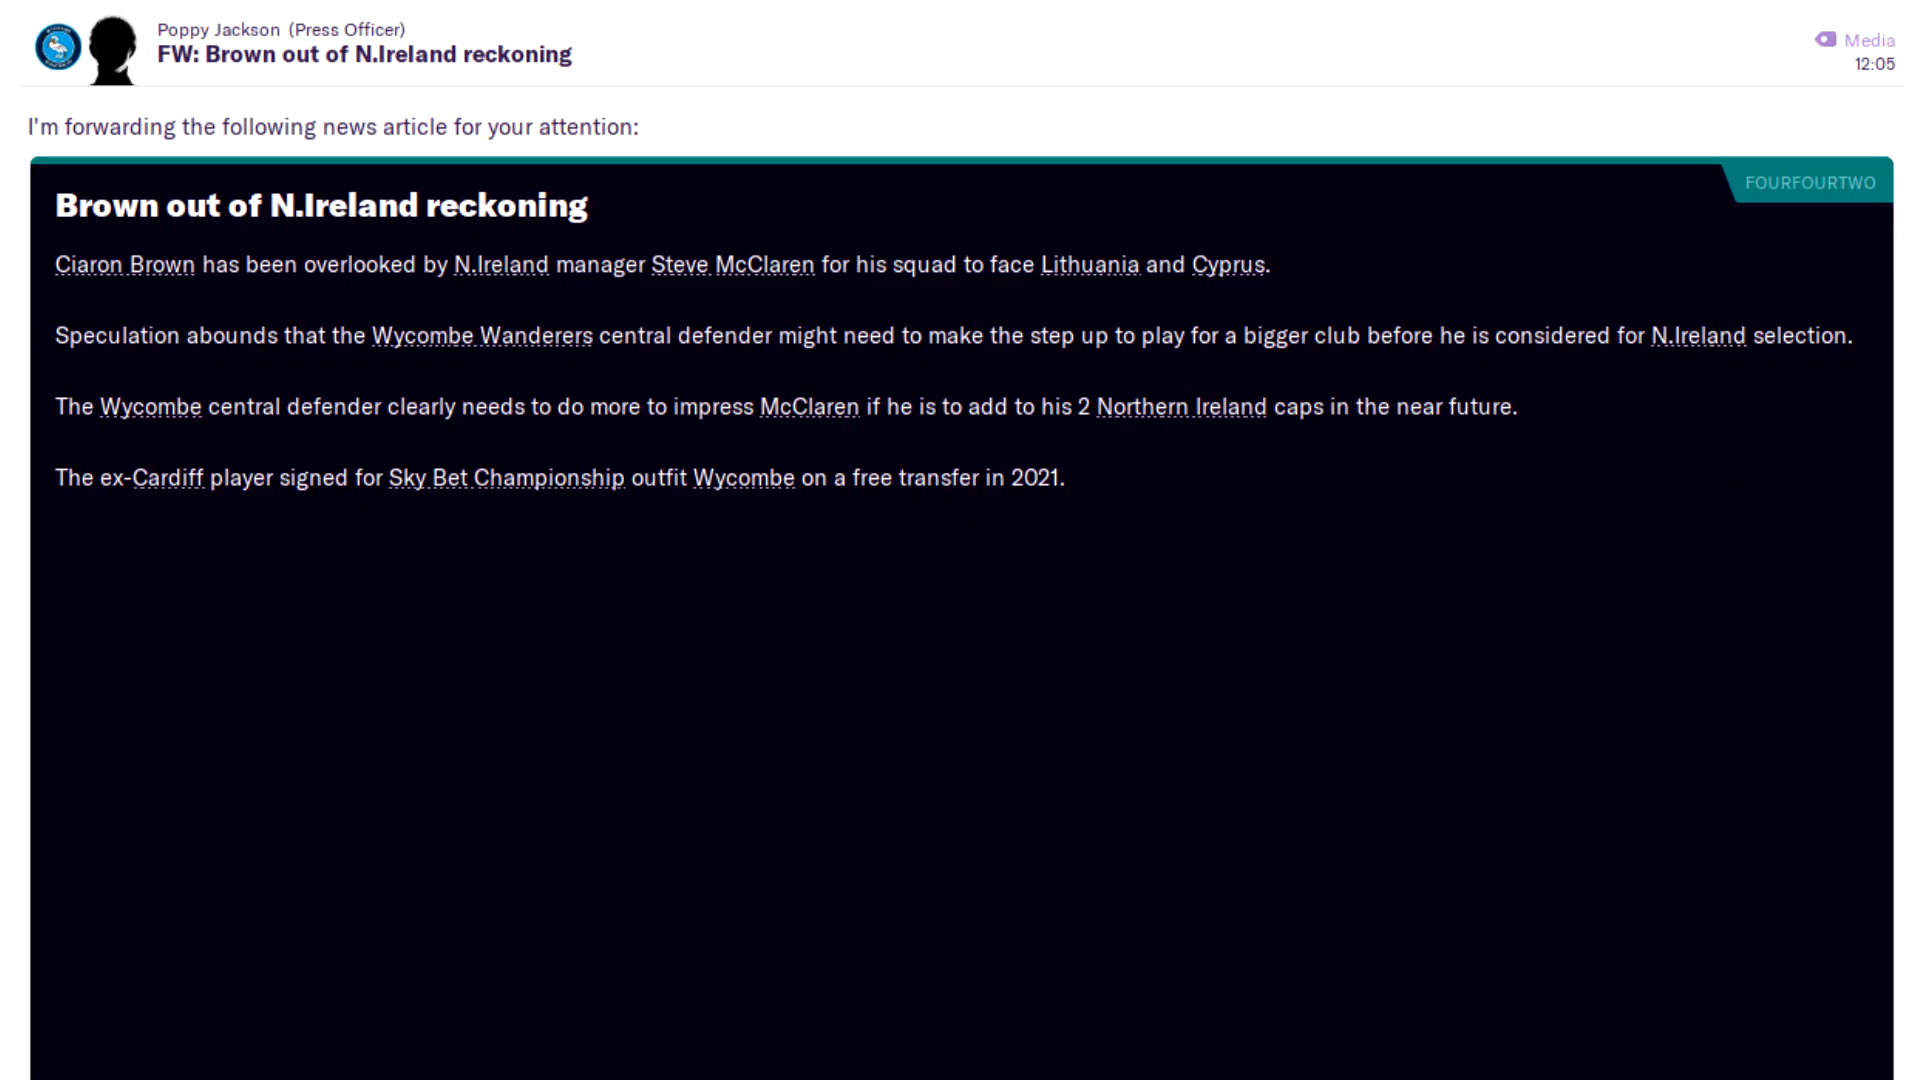 Poppy Jackson (Press Officer)
FW: Brown out of N.Ireland reckoning
Media
12:05
I'm forwarding the following news article for your attention:
FOURFOURTWO
Brown out of N.Ireland reckoning
Ciaron Brown has been overlooked by N.Ireland manager Steve McClaren for his squad to face Lithuania and Cyprus.
Speculation abounds that the Wycombe Wanderers central defender might need to make the step up to play for a bigger club before he is considered for N.Ireland selection.
The Wycombe central defender clearly needs to do more to impress McClaren if he is to add to his 2 Northern Ireland caps in the near future.
The ex-Cardiff player signed for Sky Bet Championship outfit Wycombe on a free transfer in 2021.